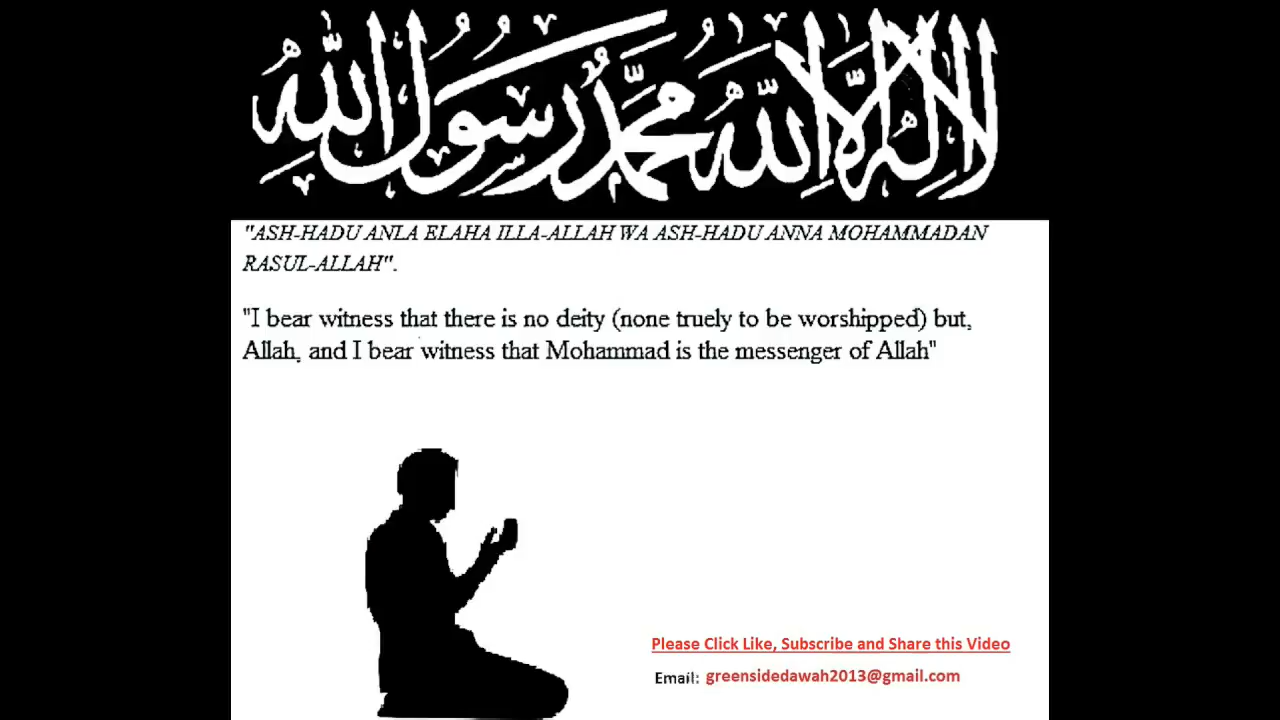 لا إله إلا الله محمد رسول الله
"ASH-HADU ANLA ELAHA ILLA-ALLAH WA ASH-HADU ANNA MOHAMMADAN
RASUL-ALLAH".
"I bear witness that there is no deity (none truely to be worshipped) but,
Allah, and I bear witness that Mohammad is the messenger of Allah"
Please Click Like, Subscribe and Share this Video
Email: greensidedawah2013@gmail.com